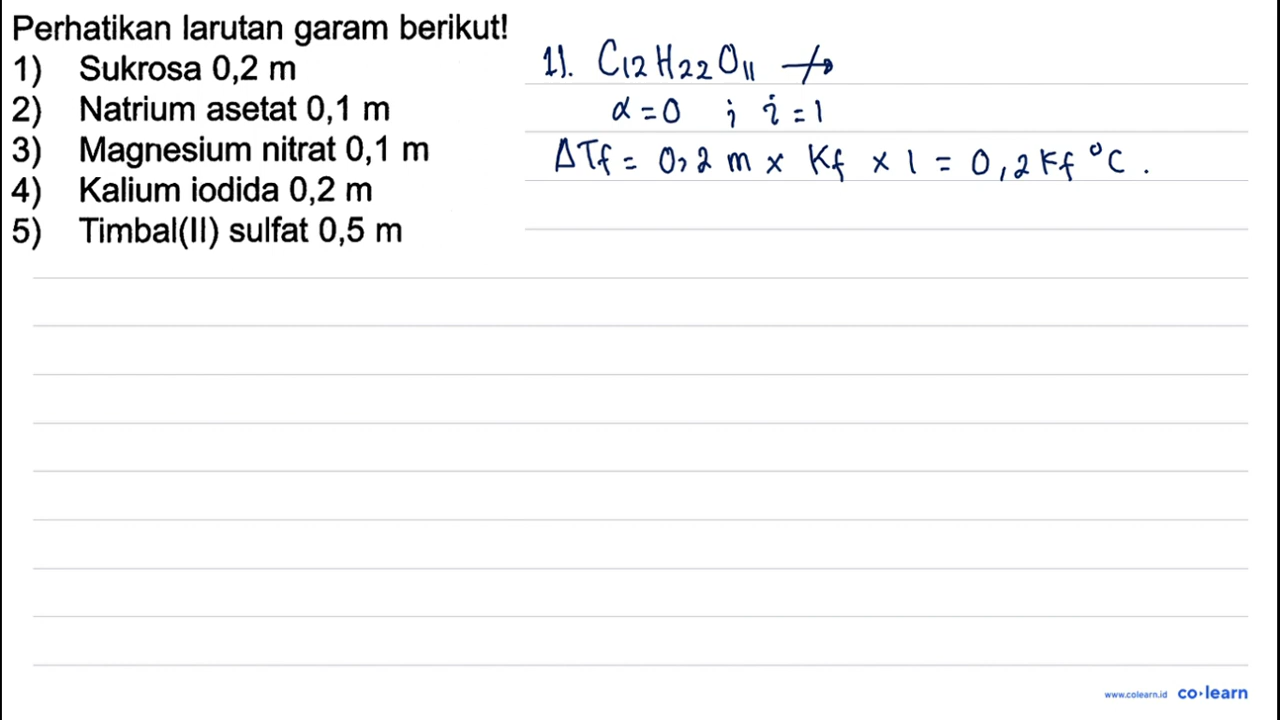 Perhatikan larutan garam berikut!
1) Sukrosa 0,2 m
2) Natrium asetat 0,1 m
3) Magnesium nitrat 0,1 m
4) Kalium iodida 0,2 m
5) Timbal(II) sulfat 0,5 m
1). C₁₂H₂₂O₁₁ ↛
α = 0 ; i = 1
ΔTf = 0,2 m × Kf × 1 = 0,2 Kf °C .
www.colearn.id co·learn